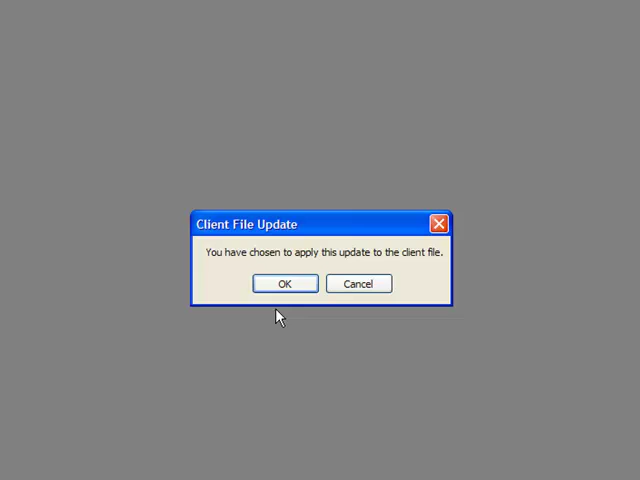 Client File Update
You have chosen to apply this update to the client file.
OK
Cancel